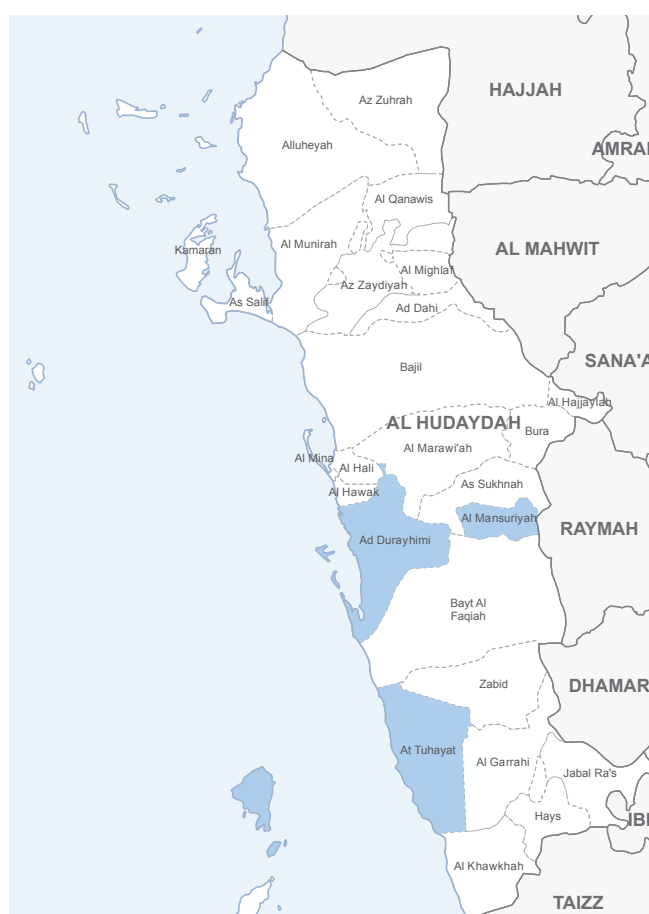 HAJJAH
Az Zuhrah
Alluheyah
AMRA
Al Qanawis
Kamaran
Al Munirah
AL MAHWIT
Al Mighlaf
Az Zaydiyah
As Salif
Ad Dahi
Bajil
SANA'A
Al Hajjaylah
AL HUDAYDAH
Bura
Al Marawi'ah
Al Mina
Al Hali
As Sukhnah
Al Hawak
Al Mansuriyah
RAYMAH
Ad Durayhimi
Bayt Al
Faqiah
Zabid
DHAMAR
At Tuhayat
Al Garrahi
Jabal Ra's
Hays
IB
Al Khawkhah
TAIZZ